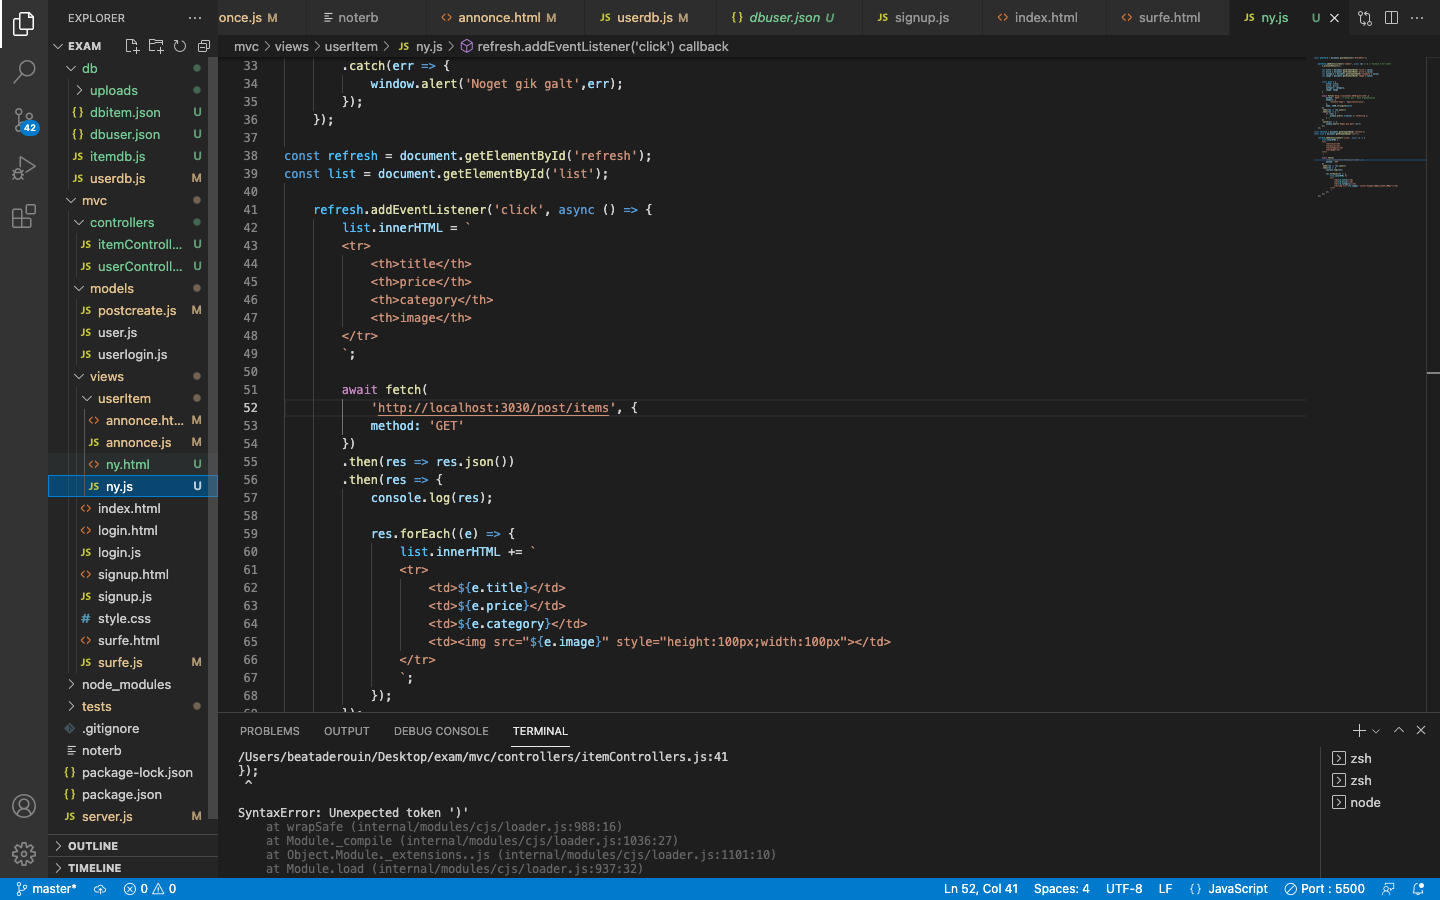 EXPLORER ···
annonce.js M
noterb
annonce.html M
userdb.js M
{} dbuser.json U
JS signup.js
index.html
surfe.html
JS ny.js U
EXAM
mvc > views > userItem > JS ny.js > refresh.addEventListener('click') callback
db
uploads
{} dbitem.json U
{} dbuser.json U
JS itemdb.js U
JS userdb.js M
mvc
controllers
JS itemControll... U
JS userControll... U
models
JS postcreate.js M
JS user.js
JS userlogin.js
views
userItem
<> annonce.ht... M
JS annonce.js M
<> ny.html U
JS ny.js U
<> index.html
<> login.html
JS login.js
<> signup.html
JS signup.js
# style.css
<> surfe.html
JS surfe.js M
node_modules
tests
.gitignore
noterb
{} package-lock.json
{} package.json
JS server.js M
OUTLINE
TIMELINE
42
33 .catch(err => {
34 window.alert('Noget gik galt',err);
35 });
36 });
37
38 const refresh = document.getElementById('refresh');
39 const list = document.getElementById('list');
40
41 refresh.addEventListener('click', async () => {
42 list.innerHTML = `
43 <tr>
44 <th>title</th>
45 <th>price</th>
46 <th>category</th>
47 <th>image</th>
48 </tr>
49 `;
50
51 await fetch(
52 'http://localhost:3030/post/items', {
53 method: 'GET'
54 })
55 .then(res => res.json())
56 .then(res => {
57 console.log(res);
58
59 res.forEach((e) => {
60 list.innerHTML += `
61 <tr>
62 <td>${e.title}</td>
63 <td>${e.price}</td>
64 <td>${e.category}</td>
65 <td><img src="${e.image}" style="height:100px;width:100px"></td>
66 </tr>
67 `;
68 });
PROBLEMS OUTPUT DEBUG CONSOLE TERMINAL
/Users/beataderouin/Desktop/exam/mvc/controllers/itemControllers.js:41
});
^
SyntaxError: Unexpected token ')'
at wrapSafe (internal/modules/cjs/loader.js:988:16)
at Module._compile (internal/modules/cjs/loader.js:1036:27)
at Object.Module._extensions..js (internal/modules/cjs/loader.js:1101:10)
at Module.load (internal/modules/cjs/loader.js:937:32)
zsh
zsh
node
master* 0 0 Ln 52, Col 41 Spaces: 4 UTF-8 LF {} JavaScript Port : 5500